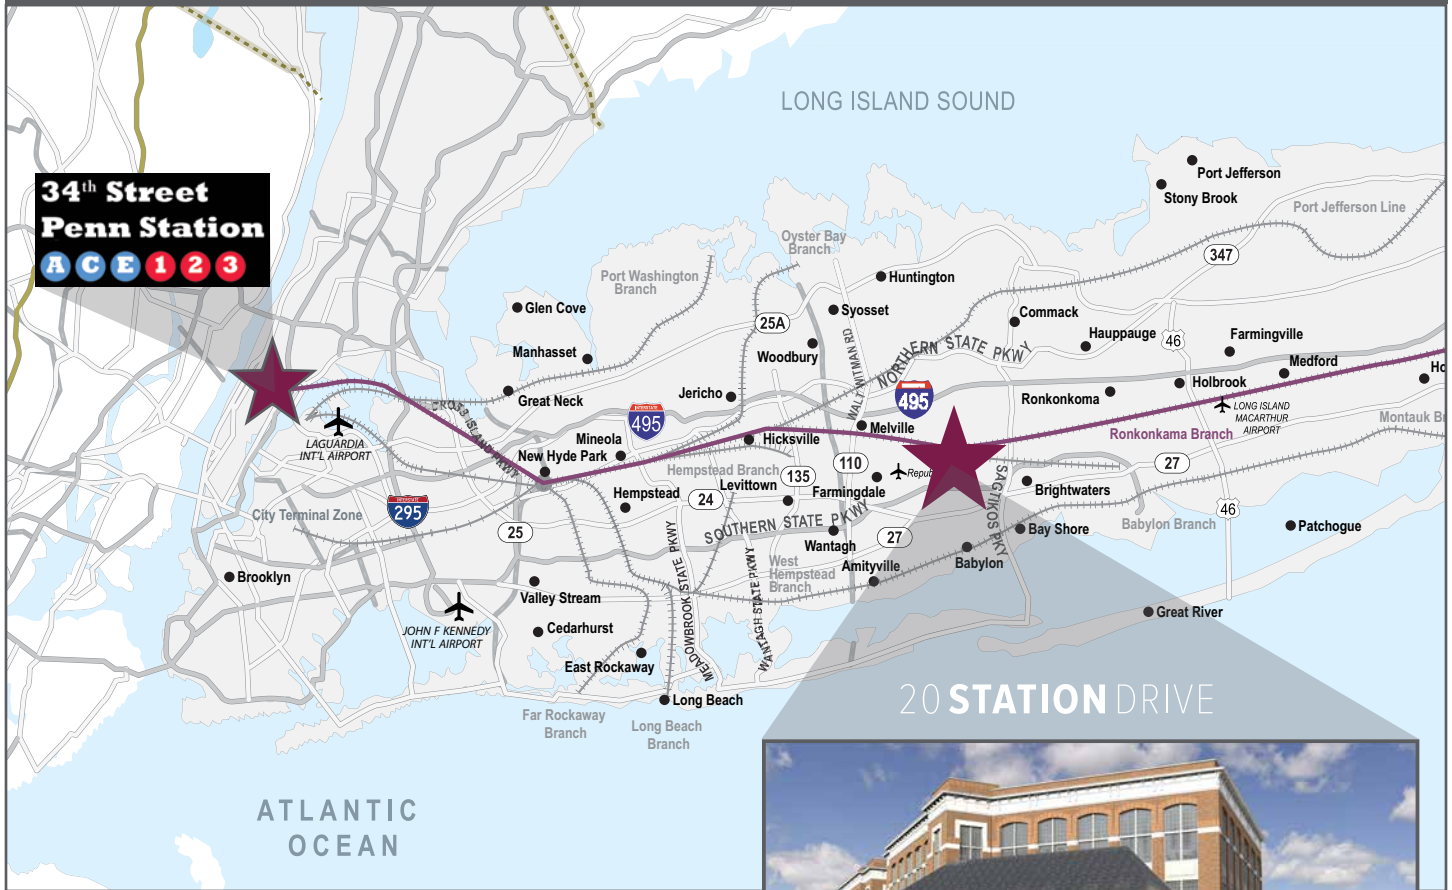 LONG ISLAND SOUND
34th Street
Penn Station
A C E 1 2 3
Port Jefferson
Stony Brook
Port Jefferson Line
347
Oyster Bay
Branch
Port Washington
Branch
Huntington
Glen Cove
Syosset
Commack
25A
Hauppauge
46
Farmingville
Manhasset
Woodbury
WALT WITMAN RD
NORTHERN STATE PKWY
Medford
Great Neck
Jericho
INTERSTATE
495
495
Ronkonkoma
Holbrook
LONG ISLAND
MACARTHUR
AIRPORT
CROSS ISLAND PKWY
LAGUARDIA
INT'L AIRPORT
Mineola
New Hyde Park
Hicksville
Melville
Ronkonkama Branch
Hempstead Branch
Levittown
135
110
Farmingdale
27
Brightwaters
SAGTIKOS PKY
Hempstead
24
City Terminal Zone
INTERSTATE
295
25
SOUTHERN STATE PKWY
Wantagh
27
Bay Shore
Babylon Branch
46
Patchogue
Babylon
West
Hempstead
Branch
Amityville
Brooklyn
Valley Stream
MEADOWBROOK STATE PKWY
WANTAGH STATE PKWY
Great River
JOHN F KENNEDY
INT'L AIRPORT
Cedarhurst
East Rockaway
Long Beach
Far Rockaway
Branch
Long Beach
Branch
20 STATION DRIVE
ATLANTIC
OCEAN